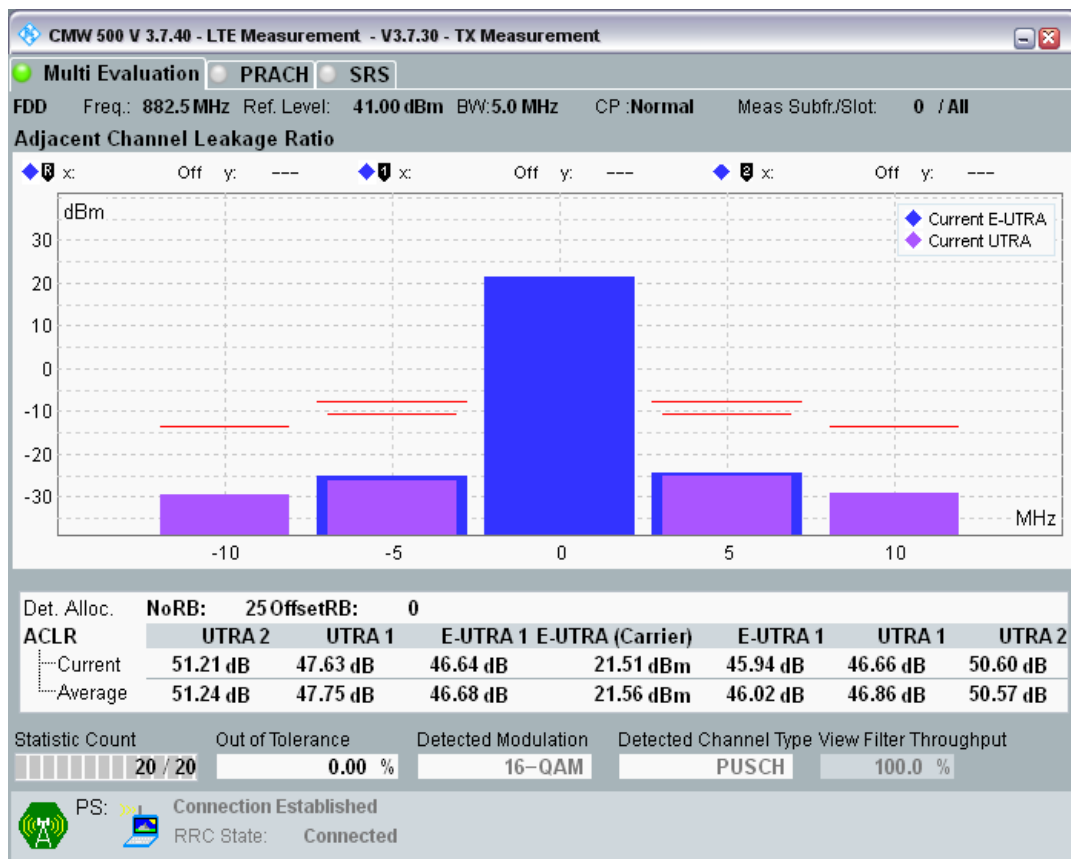 CMW 500 V 3.7.40 - LTE Measurement - V3.7.30 - TX Measurement
Multi Evaluation PRACH SRS
FDD Freq.: 882.5 MHz Ref. Level: 41.00 dBm BW: 5.0 MHz CP :Normal Meas Subfr./Slot: 0 / All
Adjacent Channel Leakage Ratio
R x: Off y: --- 1 x: Off y: --- 2 x: Off y: ---
dBm
Current E-UTRA
Current UTRA
30
20
10
0
-10
-20
-30
MHz
-10 -5 0 5 10
Det. Alloc. NoRB: 25 OffsetRB: 0
ACLR UTRA 2 UTRA 1 E-UTRA 1 E-UTRA (Carrier) E-UTRA 1 UTRA 1 UTRA 2
Current 51.21 dB 47.63 dB 46.64 dB 21.51 dBm 45.94 dB 46.66 dB 50.60 dB
Average 51.24 dB 47.75 dB 46.68 dB 21.56 dBm 46.02 dB 46.86 dB 50.57 dB
Statistic Count Out of Tolerance Detected Modulation Detected Channel Type View Filter Throughput
20 / 20 0.00 % 16-QAM PUSCH 100.0 %
PS: Connection Established
RRC State: Connected